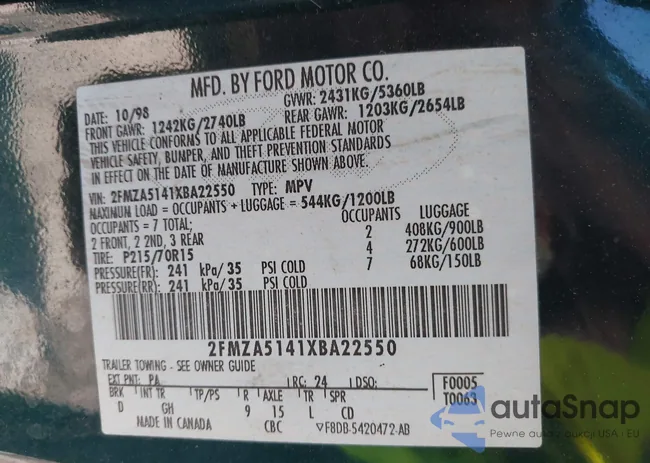 MFD. BY FORD MOTOR CO.
DATE: 10/98 GVWR: 2431KG/5360LB
FRONT GAWR: 1242KG/2740LB REAR GAWR: 1203KG/2654LB
THIS VEHICLE CONFORMS TO ALL APPLICABLE FEDERAL MOTOR
VEHICLE SAFETY, BUMPER, AND THEFT PREVENTION STANDARDS
IN EFFECT ON THE DATE OF MANUFACTURE SHOWN ABOVE.
VIN: 2FMZA5141XBA22550 TYPE: MPV
MAXIMUM LOAD = OCCUPANTS + LUGGAGE = 544KG/1200LB
OCCUPANTS = 7 TOTAL; OCCUPANTS LUGGAGE
2 FRONT, 2 2ND, 3 REAR 2 408KG/900LB
TIRE: P215/70R15 4 272KG/600LB
PRESSURE(FR) 241 kPa/ 35 PSI COLD 7 68KG/150LB
PRESSURE(RR) 241 kPa/ 35 PSI COLD
2FMZA5141XBA22550
TRAILER TOWING - SEE OWNER GUIDE
EXT PNT: PA RC: 24 DSO: F0005
BRK INT TR TP/PS R AXLE TR SPR T0063
D GH 9 15 L CD
MADE IN CANADA CBC ▽F8DB-5420472-AB
autoSnap
Pewne auto z aukcji USA i EU